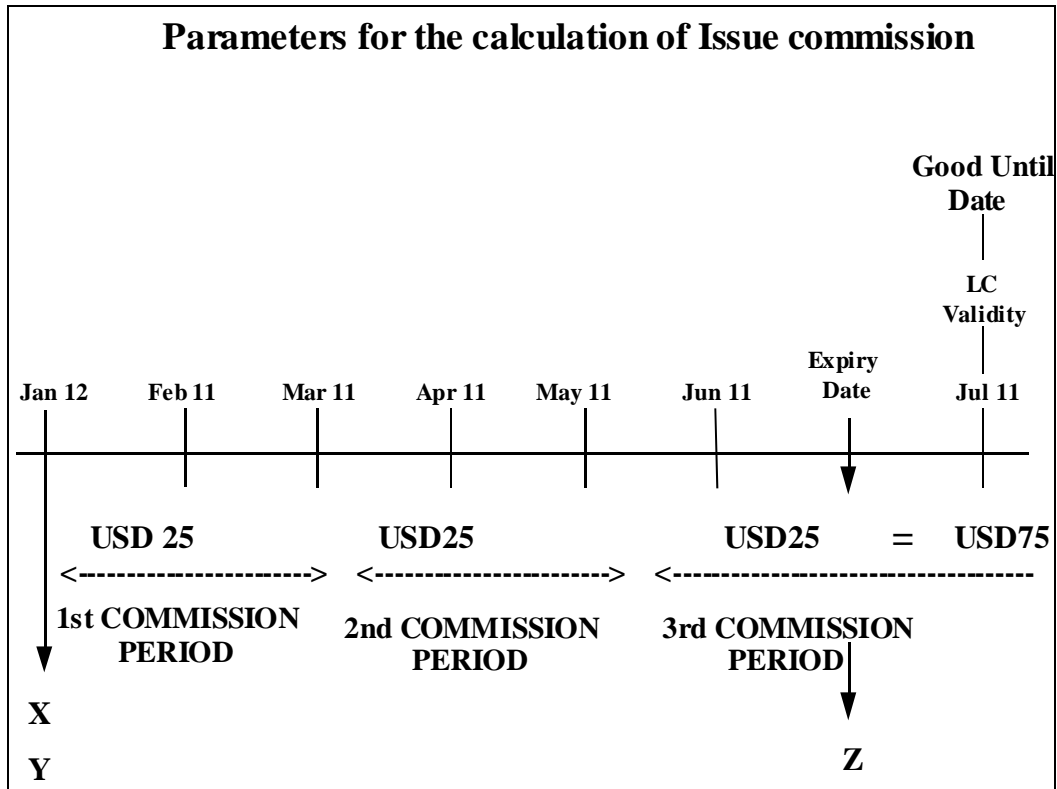 Parameters for the calculation of Issue commission
Good Until
Date
LC
Validity
Expiry
Date
Jan 12 Feb 11 Mar 11 Apr 11 May 11 Jun 11 Jul 11
USD 25 USD25 USD25 = USD75
1st COMMISSION
PERIOD
2nd COMMISSION
PERIOD
3rd COMMISSION
PERIOD
X
Y
Z